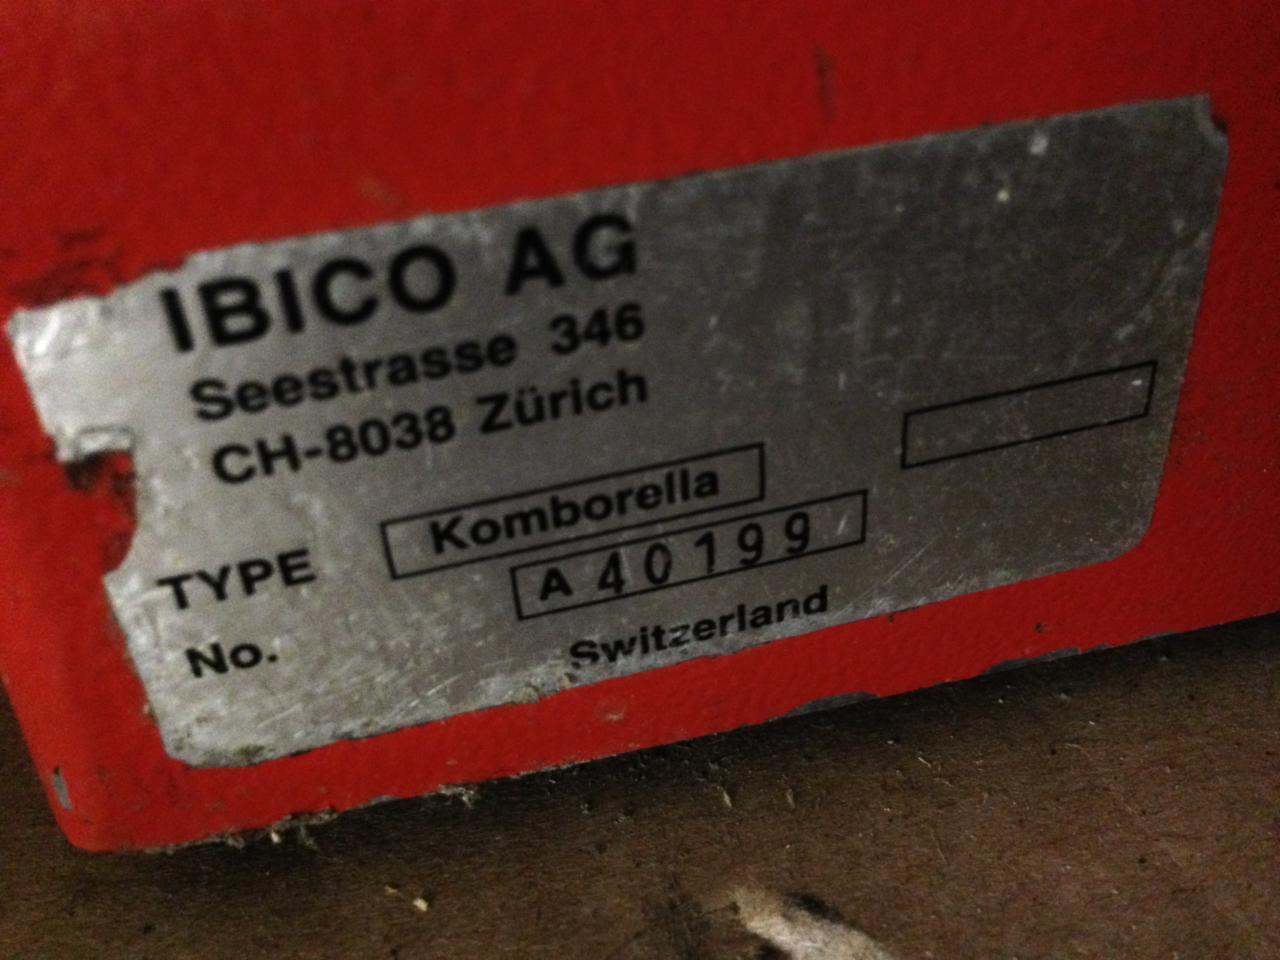 IBICO AG
Seestrasse 346
CH-8038 Zürich
TYPE Komborella
No. A 40199
Switzerland